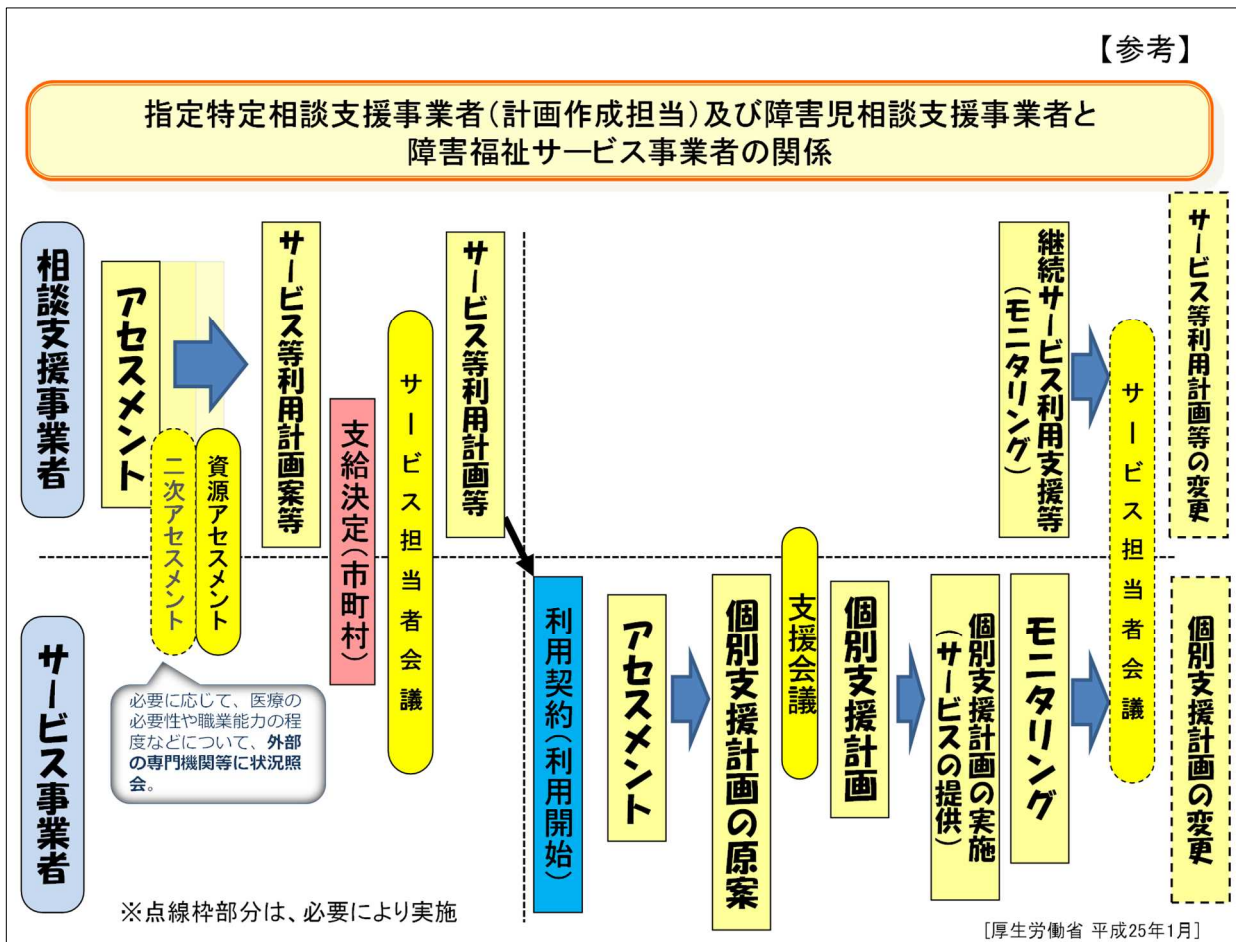 【参考】
指定特定相談支援事業者(計画作成担当)及び障害児相談支援事業者と
障害福祉サービス事業者の関係
相談支援事業者
アセスメント
二次アセスメント
資源アセスメント
サービス等利用計画案等
支給決定(市町村)
サービス担当者会議
サービス等利用計画等
継続サービス利用支援等
(モニタリング)
サービス担当者会議
サービス等利用計画等の変更
サービス事業者
必要に応じて、医療の
必要性や職業能力の程
度などについて、外部
の専門機関等に状況照
会。
利用契約(利用開始)
アセスメント
個別支援計画の原案
支援会議
個別支援計画
個別支援計画の実施
(サービスの提供)
モニタリング
個別支援計画の変更
※点線枠部分は、必要により実施
[厚生労働省 平成25年1月]